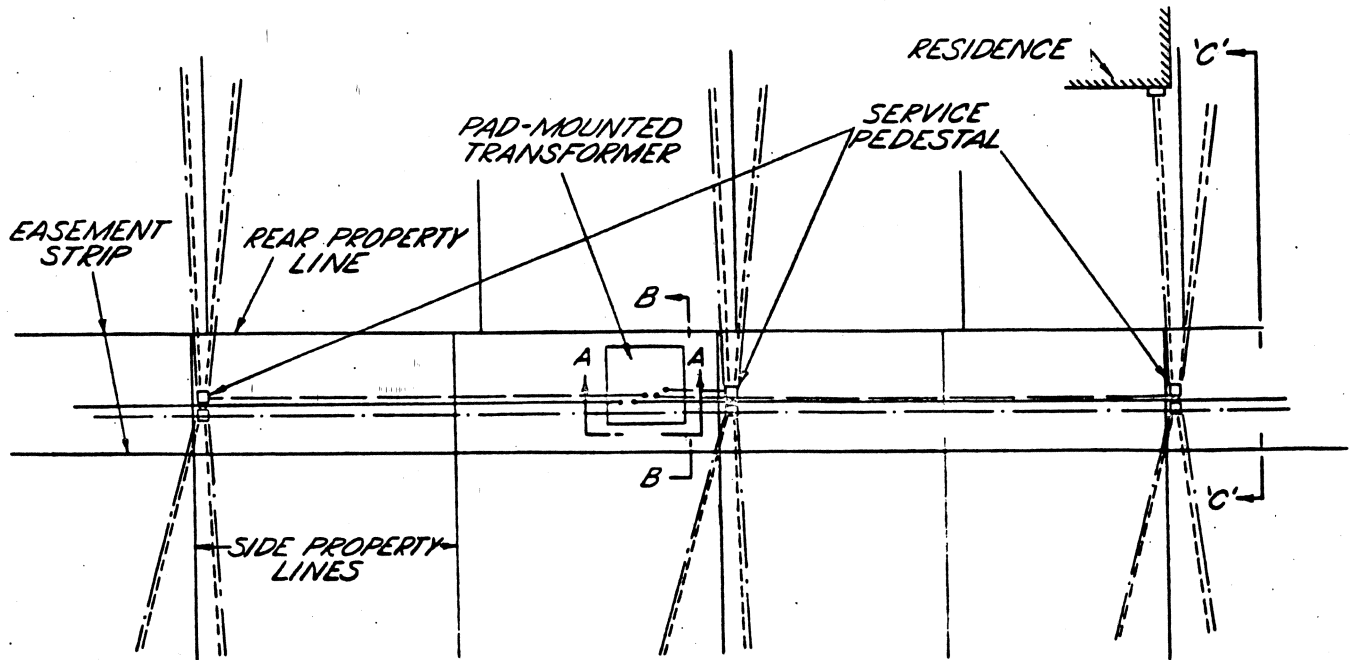 RESIDENCE
'C'
PAD-MOUNTED
TRANSFORMER
SERVICE
PEDESTAL
EASEMENT
STRIP
REAR PROPERTY
LINE
B
A
A
B
'C'
SIDE PROPERTY
LINES